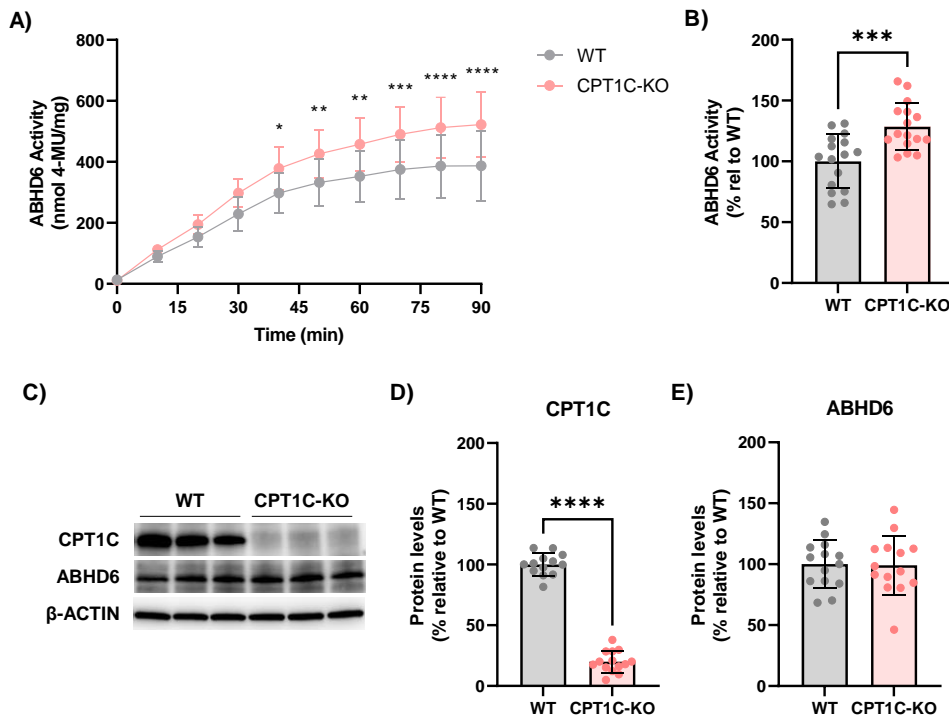 A)
800
600
400
200
0
ABHD6 Activity
(nmol 4-MU/mg)
*
**
**
***
****
****
0 15 30 45 60 75 90
Time (min)
WT
CPT1C-KO
B)
***
200
150
100
50
0
ABHD6 Activity
(% rel to WT)
WT CPT1C-KO
C)
WT CPT1C-KO
CPT1C
ABHD6
β-ACTIN
D)
CPT1C
200
150
100
50
0
Protein levels
(% relative to WT)
****
WT CPT1C-KO
E)
ABHD6
200
150
100
50
0
Protein levels
(% relative to WT)
WT CPT1C-KO